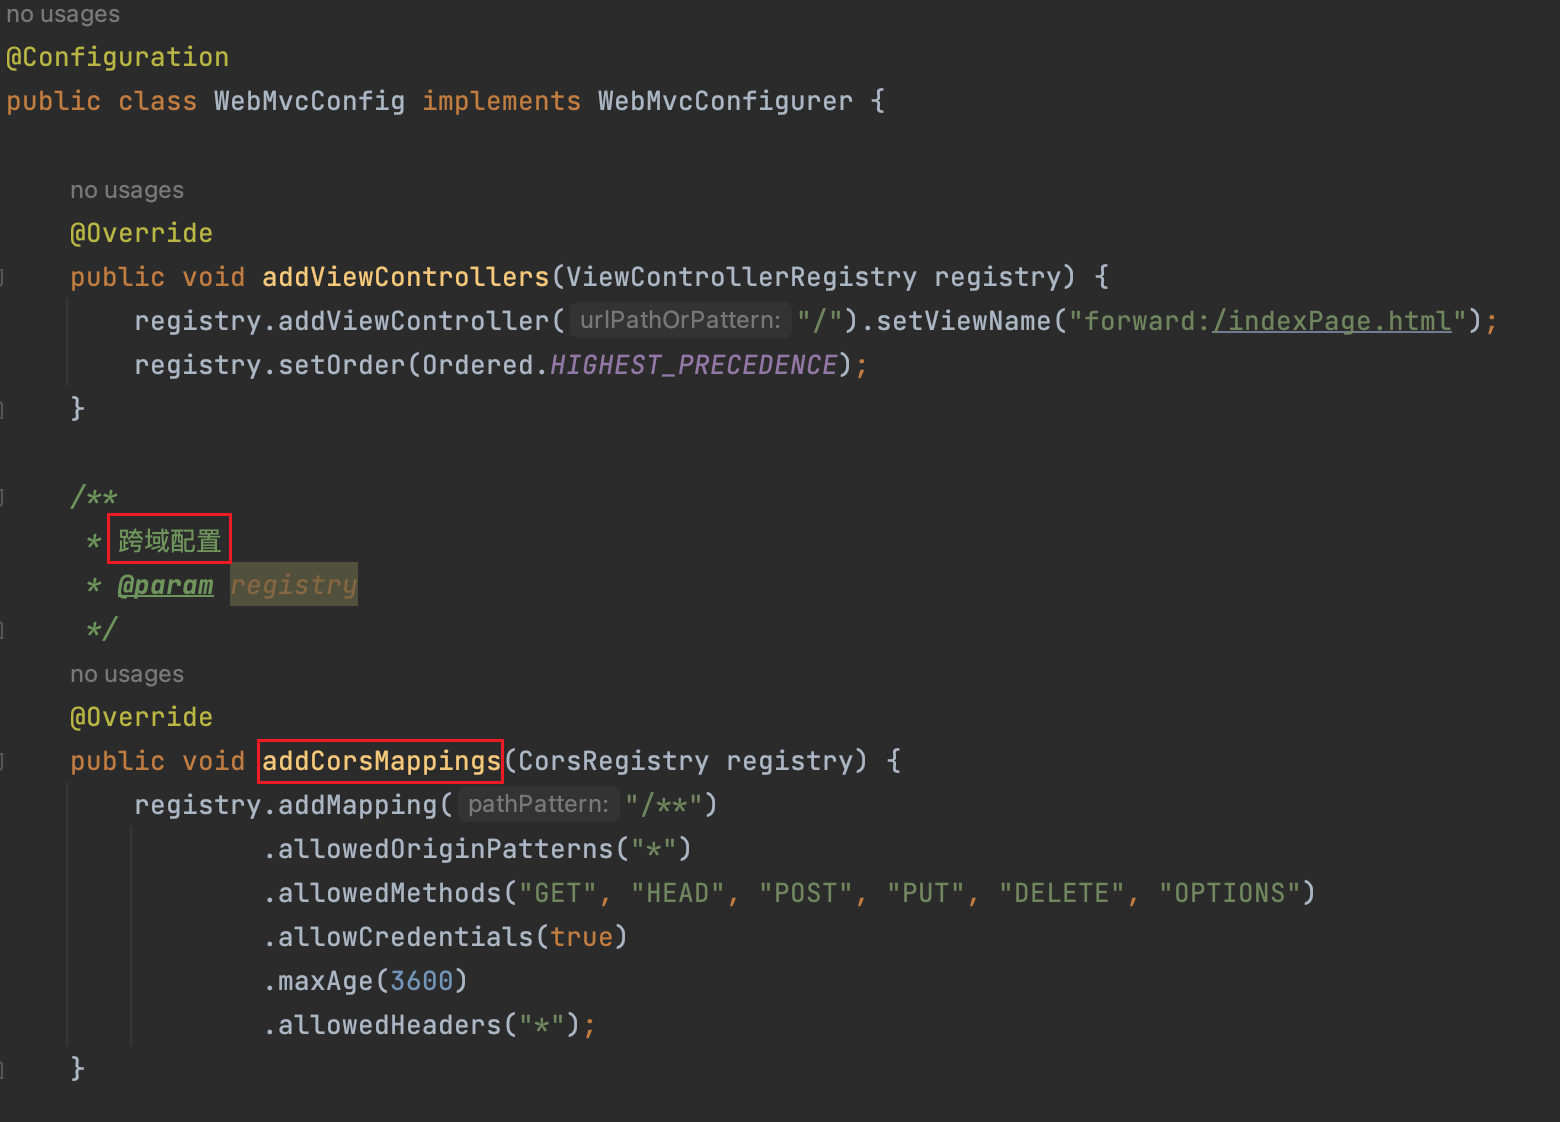 no usages
@Configuration
public class WebMvcConfig implements WebMvcConfigurer {
no usages
@Override
public void addViewControllers(ViewControllerRegistry registry) {
registry.addViewController( urlPathOrPattern: "/").setViewName("forward:/indexPage.html");
registry.setOrder(Ordered.HIGHEST_PRECEDENCE);
}
/**
* 跨域配置
* @param registry
*/
no usages
@Override
public void addCorsMappings(CorsRegistry registry) {
registry.addMapping( pathPattern: "/**")
.allowedOriginPatterns("*")
.allowedMethods("GET", "HEAD", "POST", "PUT", "DELETE", "OPTIONS")
.allowCredentials(true)
.maxAge(3600)
.allowedHeaders("*");
}